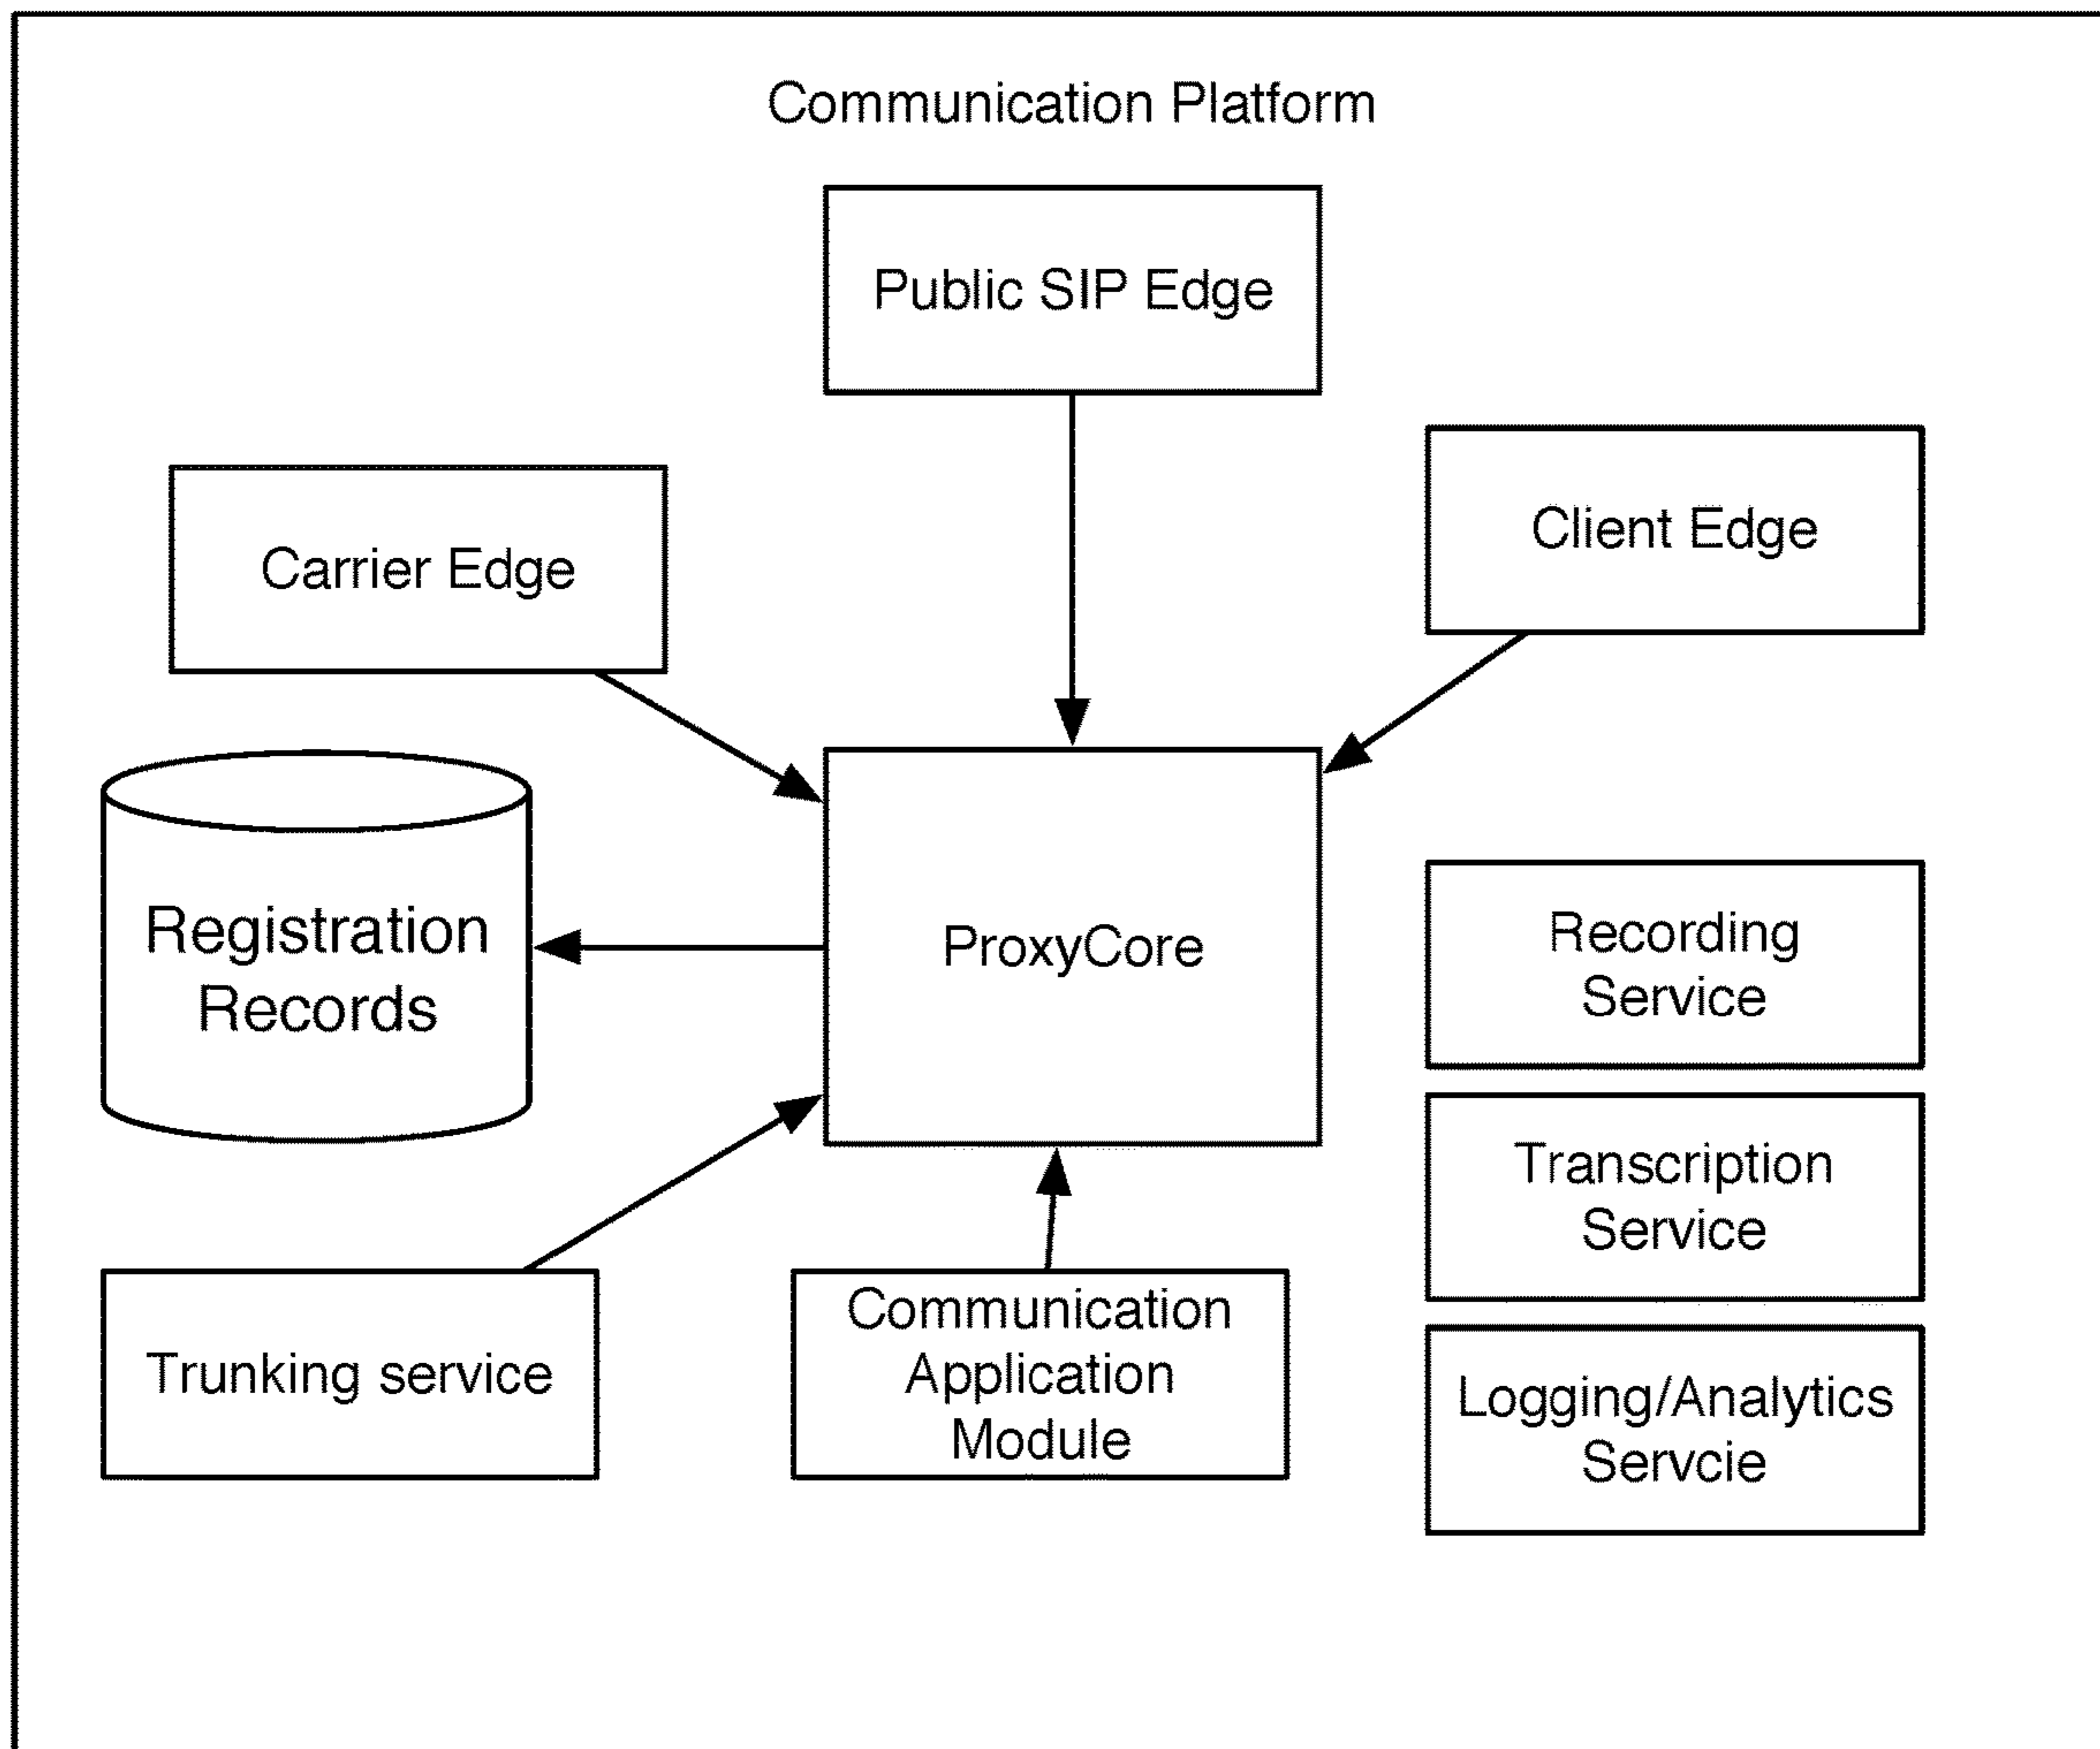 Communication Platform
Public SIP Edge
Client Edge
Carrier Edge
Registration
Records
ProxyCore
Recording
Service
Transcription
Service
Trunking service
Communication
Application
Module
Logging/Analytics
Servcie